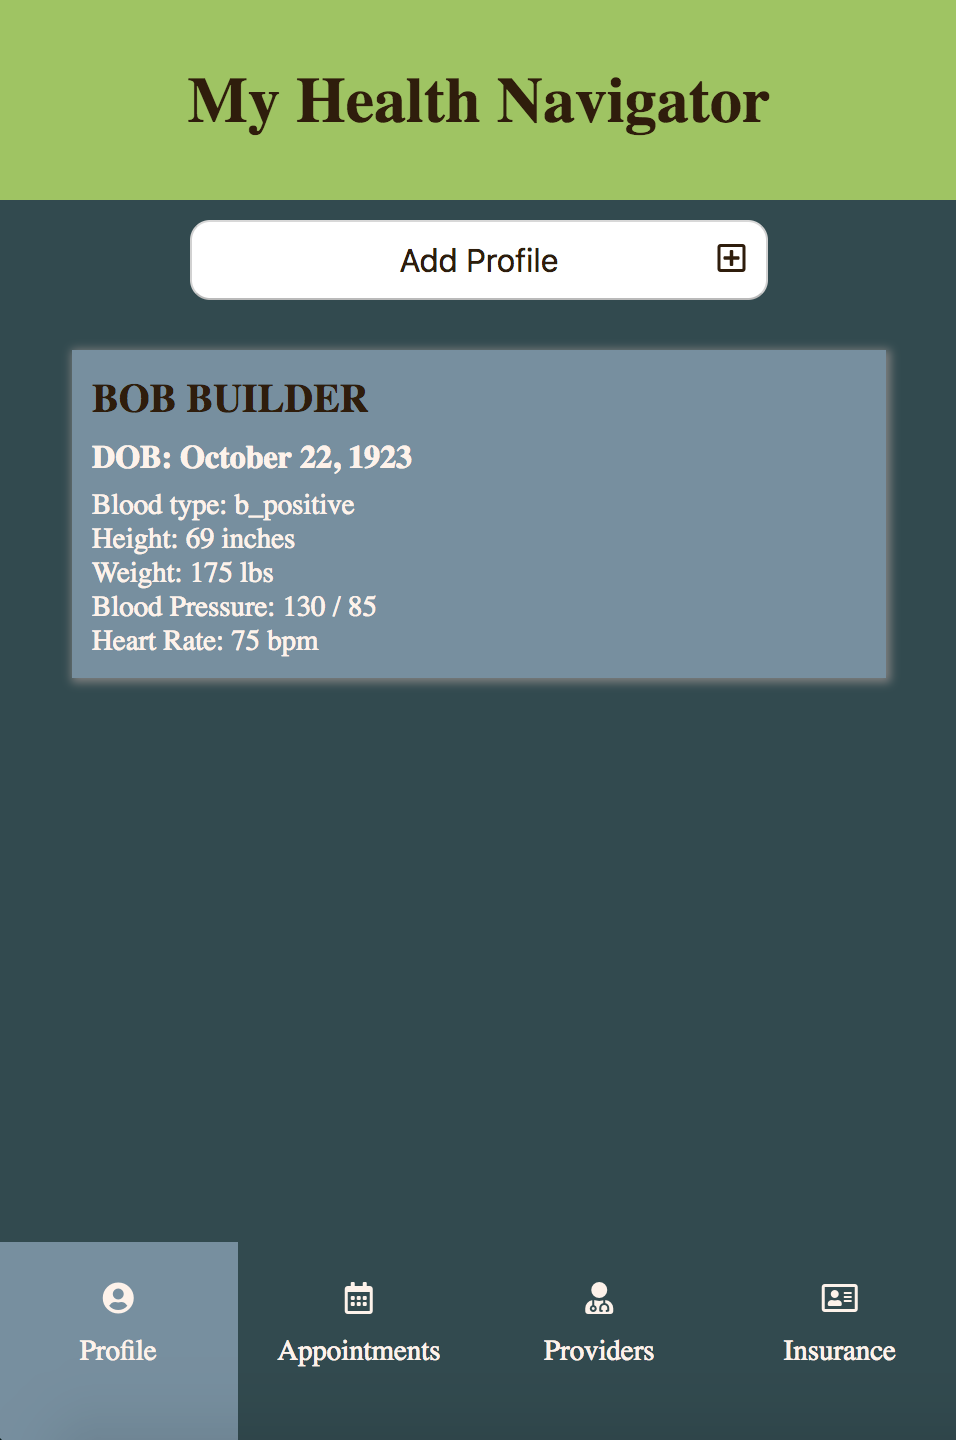 My Health Navigator
Add Profile
BOB BUILDER
DOB: October 22, 1923
Blood type: b_positive
Height: 69 inches
Weight: 175 lbs
Blood Pressure: 130 / 85
Heart Rate: 75 bpm
Profile
Appointments
Providers
Insurance